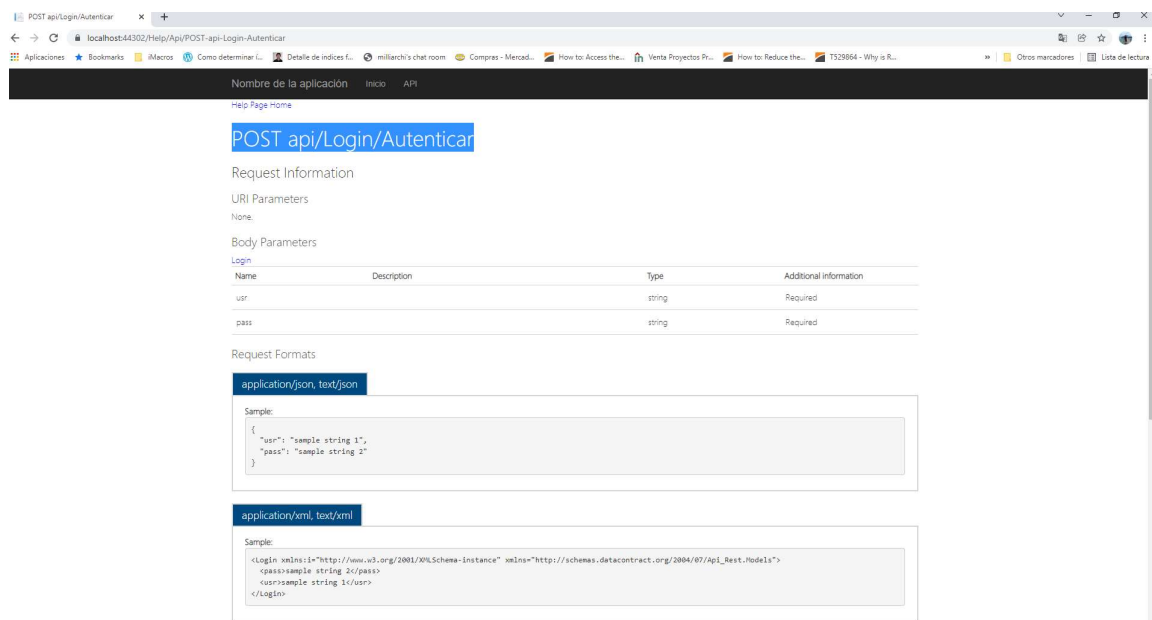 POST api/Login/Autenticar
localhost:44302/Help/Api/POST-api-Login-Autenticar
Aplicaciones Bookmarks iMacros Como determinar i... Detalle de indices f... milliarchi's chat room Compras - Mercad... How to: Access the... Venta Proyectos Pr... How to: Reduce the... T529864 - Why is R... » Otros marcadores Lista de lectura
Nombre de la aplicación Inicio API
Help Page Home
POST api/Login/Autenticar
Request Information
URI Parameters
None.
Body Parameters
Login
Name Description Type Additional information
usr string Required
pass string Required
Request Formats
application/json, text/json
Sample:
{
"usr": "sample string 1",
"pass": "sample string 2"
}
application/xml, text/xml
Sample:
<Login xmlns:i="http://www.w3.org/2001/XMLSchema-instance" xmlns="http://schemas.datacontract.org/2004/07/Api_Rest.Models">
<pass>sample string 2</pass>
<usr>sample string 1</usr>
</Login>